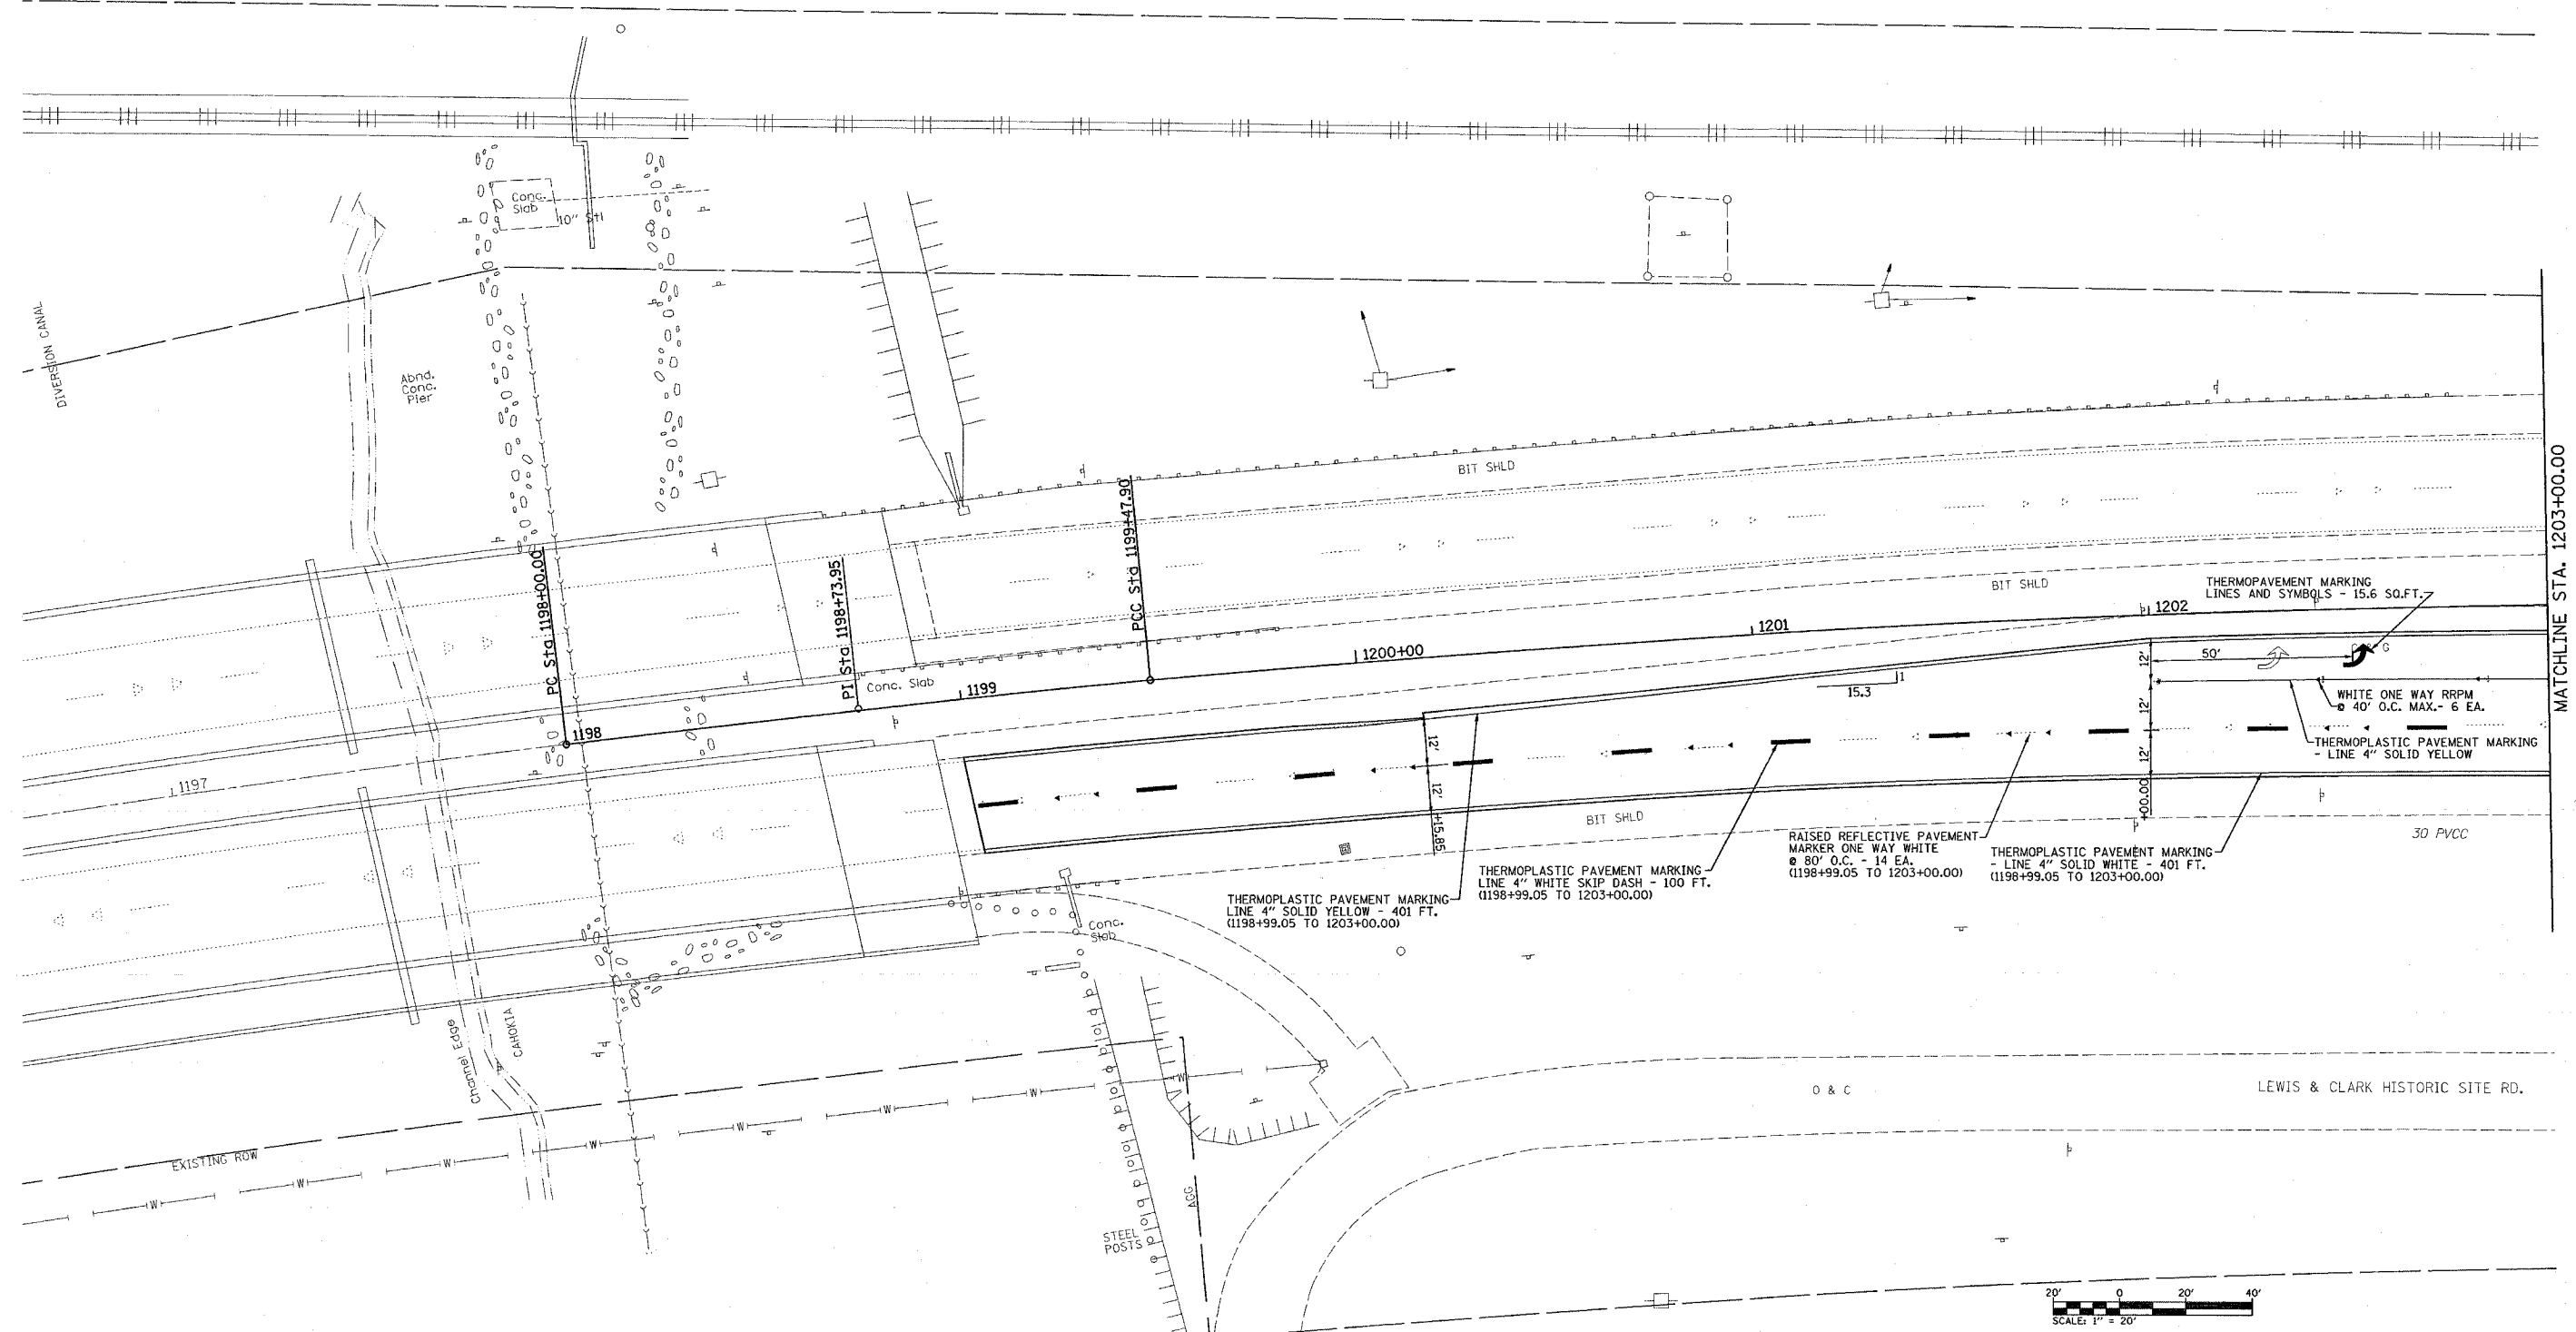 DIVERSION CANAL
Conc.
Slab
10" Stl
Abnd.
Conc.
Pier
PC Sta 1198+00.00
PI Sta 1198+73.95
PCC Sta 1199+47.90
BIT SHLD
BIT SHLD
1197
1198
1199
1200+00
1201
1202
Conc. Slab
THERMOPAVEMENT MARKING
LINES AND SYMBOLS - 15.6 SQ.FT.
MATCHLINE STA. 1203+00.00
50'
12'
12'
12'
+00.00
15.3
1
WHITE ONE WAY RRPM
@ 40' O.C. MAX.- 6 EA.
THERMOPLASTIC PAVEMENT MARKING
- LINE 4" SOLID YELLOW
12'
12'
+15.85
BIT SHLD
30 PVCC
RAISED REFLECTIVE PAVEMENT
MARKER ONE WAY WHITE
@ 80' O.C. - 14 EA.
(1198+99.05 TO 1203+00.00)
THERMOPLASTIC PAVEMENT MARKING
- LINE 4" SOLID WHITE - 401 FT.
(1198+99.05 TO 1203+00.00)
THERMOPLASTIC PAVEMENT MARKING
LINE 4" WHITE SKIP DASH - 100 FT.
(1198+99.05 TO 1203+00.00)
THERMOPLASTIC PAVEMENT MARKING
LINE 4" SOLID YELLOW - 401 FT.
(1198+99.05 TO 1203+00.00)
Conc.
Slab
Channel Edge
CAHOKIA
EXISTING ROW
W
W
W
W
W
W
W
W
O & C
LEWIS & CLARK HISTORIC SITE RD.
AGG
STEEL
POSTS
20' 0 20' 40'
SCALE: 1" = 20'